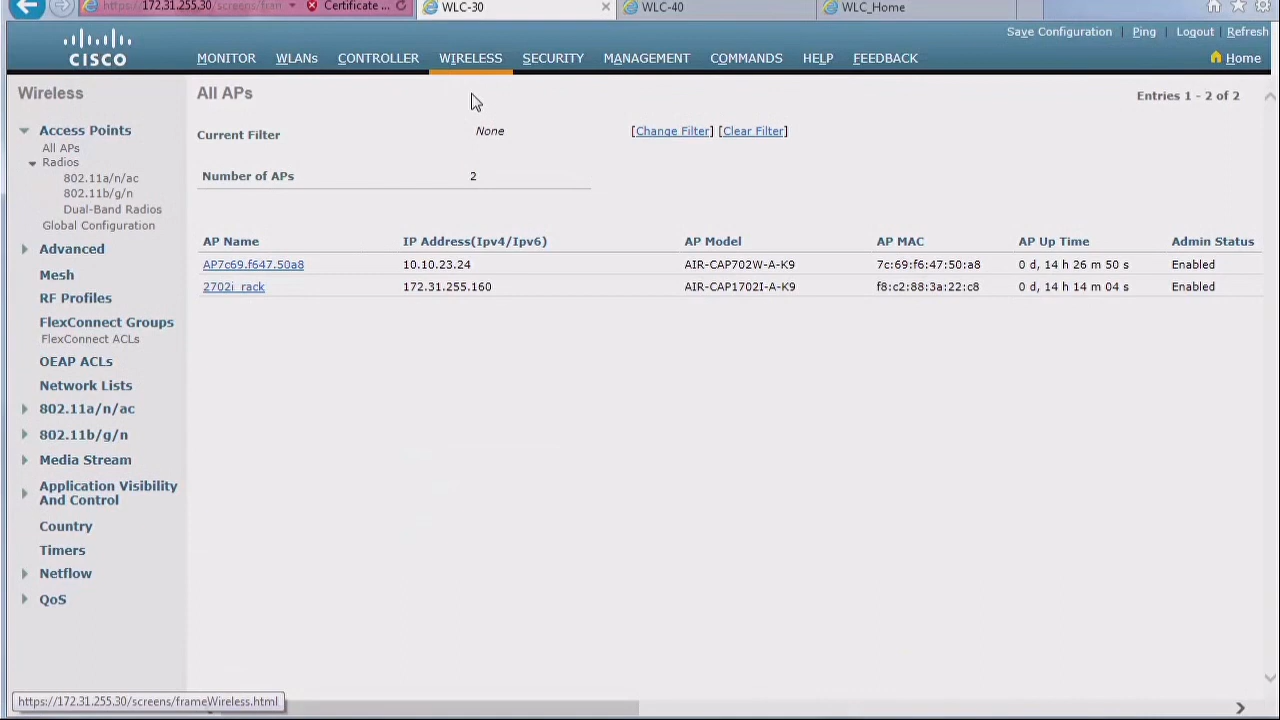 https://172.31.255.30/screens/fran
Certificate ...
WLC-30
WLC-40
WLC_Home
Save Configuration
Ping
Logout
Refresh
CISCO
MONITOR
WLANs
CONTROLLER
WIRELESS
SECURITY
MANAGEMENT
COMMANDS
HELP
FEEDBACK
Home
Wireless
Access Points
All APs
Radios
802.11a/n/ac
802.11b/g/n
Dual-Band Radios
Global Configuration
Advanced
Mesh
RF Profiles
FlexConnect Groups
FlexConnect ACLs
OEAP ACLs
Network Lists
802.11a/n/ac
802.11b/g/n
Media Stream
Application Visibility
And Control
Country
Timers
Netflow
QoS
All APs
Entries 1 - 2 of 2
Current Filter None [Change Filter] [Clear Filter]
Number of APs 2
AP Name IP Address(Ipv4/Ipv6) AP Model AP MAC AP Up Time Admin Status
AP7c69.f647.50a8 10.10.23.24 AIR-CAP702W-A-K9 7c:69:f6:47:50:a8 0 d, 14 h 26 m 50 s Enabled
2702i_rack 172.31.255.160 AIR-CAP1702I-A-K9 f8:c2:88:3a:22:c8 0 d, 14 h 14 m 04 s Enabled
https://172.31.255.30/screens/frameWireless.html